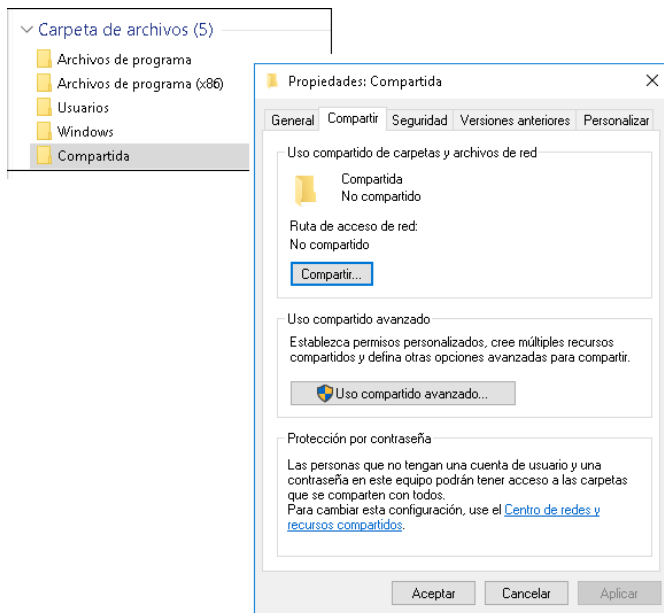 Carpeta de archivos (5)
Archivos de programa
Archivos de programa (x86)
Usuarios
Windows
Compartida
Propiedades: Compartida
General Compartir Seguridad Versiones anteriores Personalizar
Uso compartido de carpetas y archivos de red
Compartida
No compartido
Ruta de acceso de red:
No compartido
Compartir...
Uso compartido avanzado
Establezca permisos personalizados, cree múltiples recursos
compartidos y defina otras opciones avanzadas para compartir.
Uso compartido avanzado...
Protección por contraseña
Las personas que no tengan una cuenta de usuario y una
contraseña en este equipo podrán tener acceso a las carpetas
que se comparten con todos.
Para cambiar esta configuración, use el Centro de redes y
recursos compartidos.
Aceptar Cancelar Aplicar